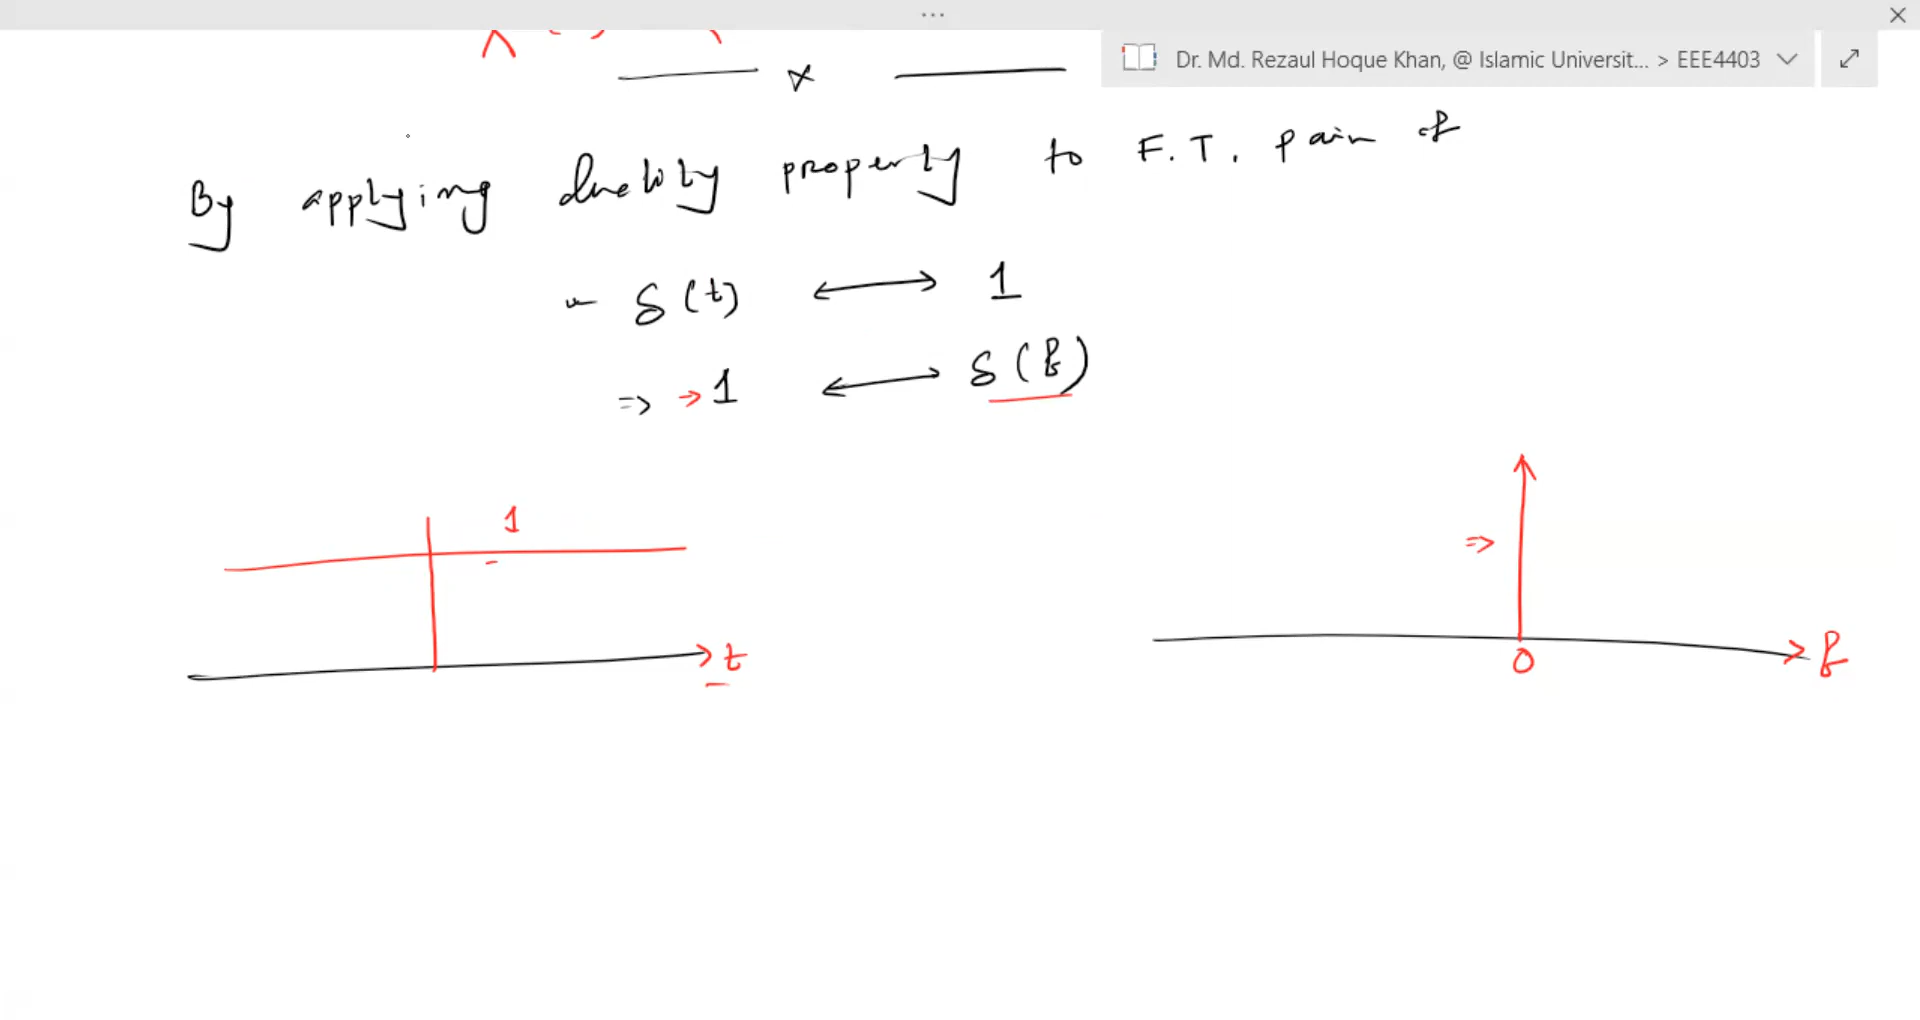 Dr. Md. Rezaul Hoque Khan, @ Islamic Universit... > EEE4403
By applying duality property to F.T. pair of
δ(t) ⟷ 1
=> → 1 ⟷ δ(f)
1
=>
t
0
f